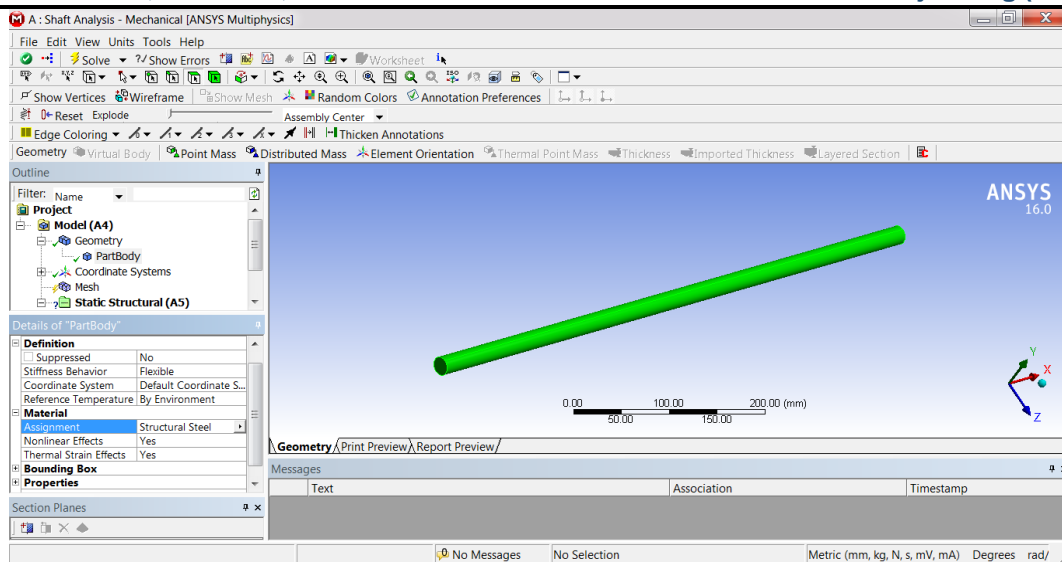 A : Shaft Analysis - Mechanical [ANSYS Multiphysics]
File Edit View Units Tools Help
Solve ?/Show Errors Worksheet
Show Vertices Wireframe Show Mesh Random Colors Annotation Preferences
Reset Explode Assembly Center
Edge Coloring Thicken Annotations
Geometry Virtual Body Point Mass Distributed Mass Element Orientation Thermal Point Mass Thickness Imported Thickness Layered Section
Outline
Filter: Name
Project
Model (A4)
Geometry
PartBody
Coordinate Systems
Mesh
Static Structural (A5)
Details of "PartBody"
Definition
Suppressed No
Stiffness Behavior Flexible
Coordinate System Default Coordinate S...
Reference Temperature By Environment
Material
Assignment Structural Steel
Nonlinear Effects Yes
Thermal Strain Effects Yes
Bounding Box
Properties
Section Planes
ANSYS
16.0
Y
X
Z
0.00 100.00 200.00 (mm)
50.00 150.00
Geometry Print Preview Report Preview
Messages
Text Association Timestamp
0 No Messages No Selection Metric (mm, kg, N, s, mV, mA) Degrees rad/